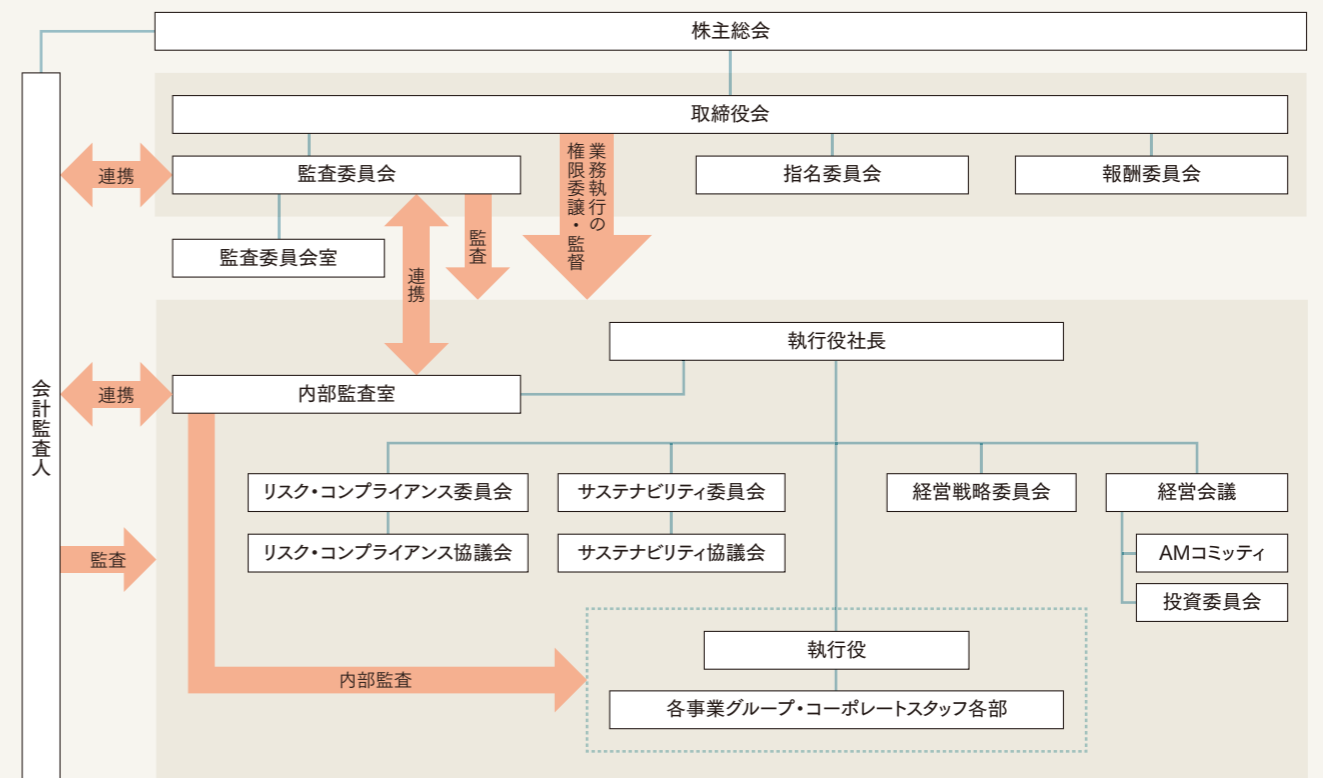 株主総会
取締役会
監査委員会
指名委員会
報酬委員会
連携
業務執行の
権限委譲・監督
監査
連携
監査委員会室
会計監査人
執行役社長
連携
内部監査室
リスク・コンプライアンス委員会
サステナビリティ委員会
経営戦略委員会
経営会議
リスク・コンプライアンス協議会
サステナビリティ協議会
AMコミッティ
監査
投資委員会
執行役
内部監査
各事業グループ・コーポレートスタッフ各部